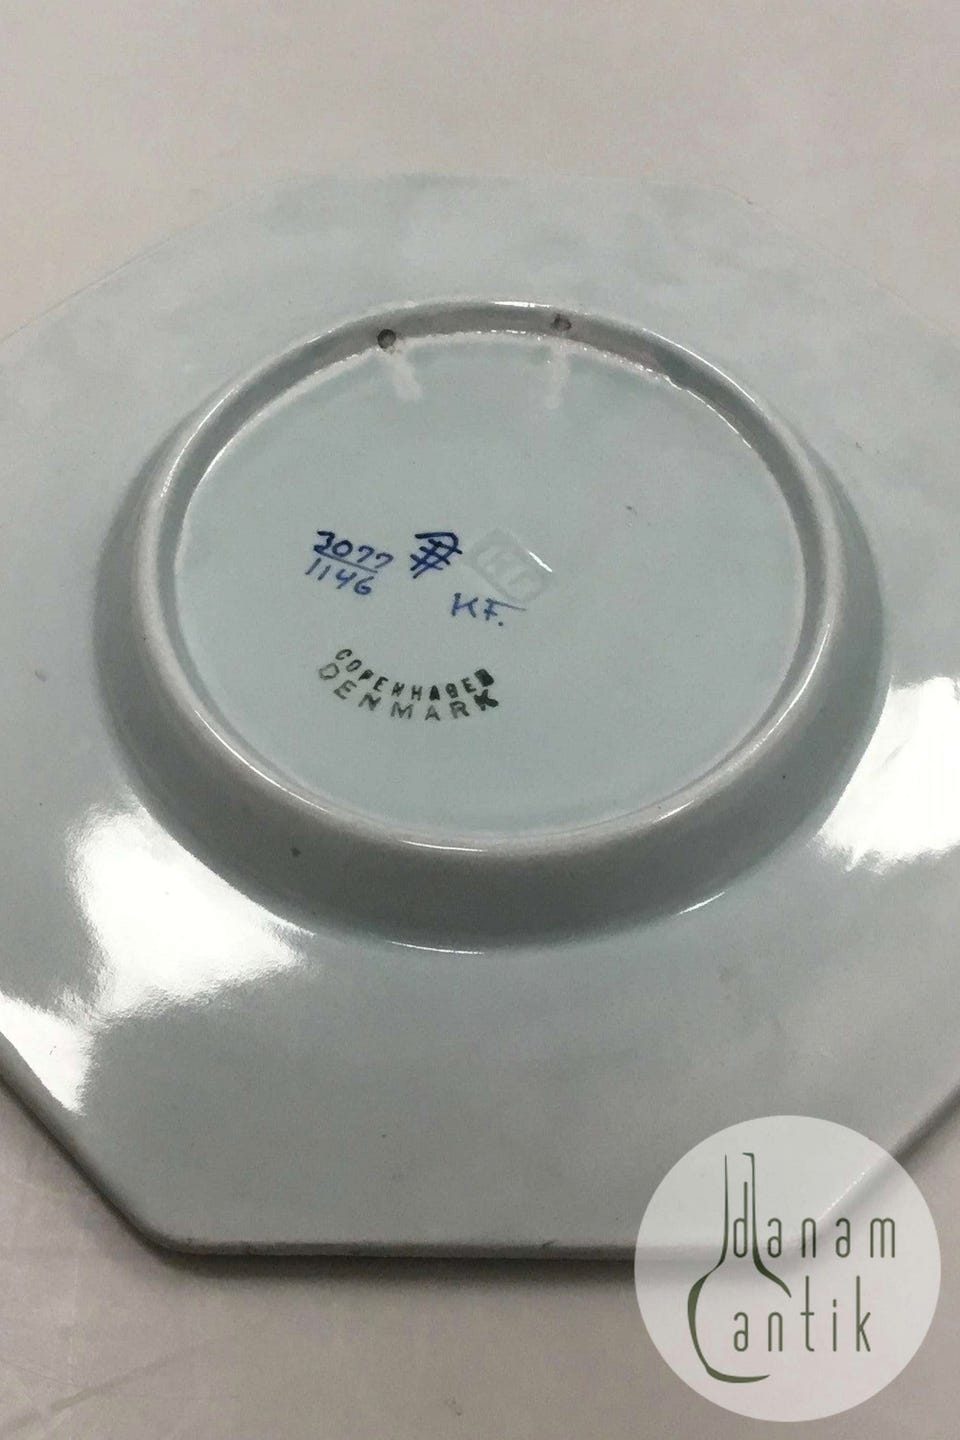 3077
1146
KF.
COPENHAGEN
DENMARK
danam
antik